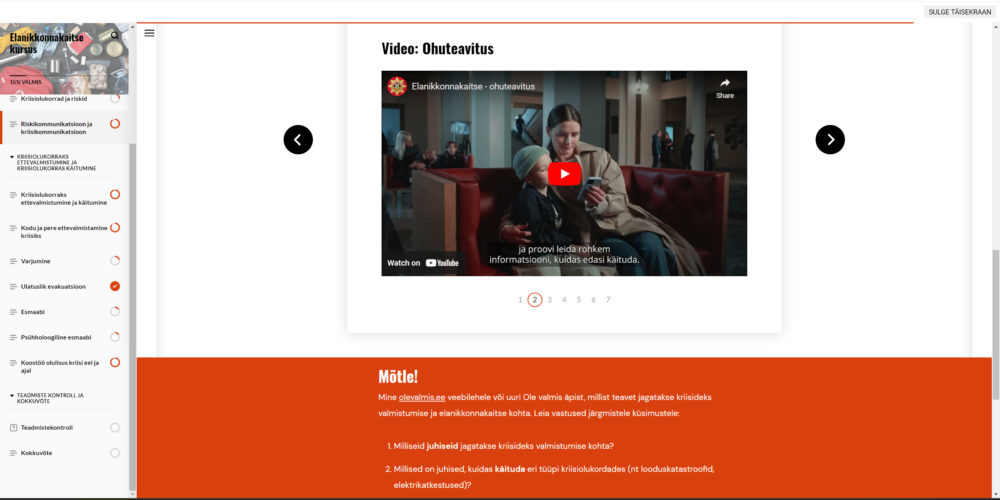 SULGE TÄISEKRAAN
Elanikkonnakaitse
kursus
15% VALMIS
Kriisiolukorrad ja riskid
Riskikommunikatsioon ja
kriisikommunikatsioon
KRIISIOLUKORRAKS
ETTEVALMISTUMINE JA
KRIISIOLUKORRAS KÄITUMINE
Kriisiolukorraks
ettevalmistumine ja käitumine
Kodu ja pere ettevalmistamine
kriisiks
Varjumine
Ulatuslik evakuatsioon
Esmaabi
Psühholoogiline esmaabi
Koostöö olulisus kriisi eel ja
ajal
TEADMISTE KONTROLL JA
KOKKUVÕTE
Teadmistekontroll
Kokkuvõte
Video: Ohuteavitus
Elanikkonnakaitse - ohuteavitus
Share
ja proovi leida rohkem
informatsiooni, kuidas edasi käituda.
Watch on YouTube
1 2 3 4 5 6 7
Mõtle!
Mine olevalmis.ee veebilehele või uuri Ole valmis äpist, millist teavet jagatakse kriisideks
valmistumise ja elanikkonnakaitse kohta. Leia vastused järgmistele küsimustele:
1. Milliseid juhiseid jagatakse kriisideks valmistumise kohta?
2. Millised on juhised, kuidas käituda eri tüüpi kriisiolukordades (nt looduskatastroofid,
elektrikatkestused)?